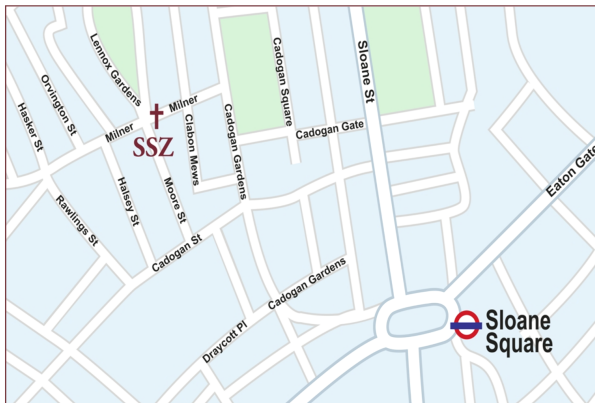 Lennox Gardens
Orvington St
Hasker St
Milner
Milner
SSZ
Clabon Mews
Cadogan Gardens
Cadogan Square
Sloane St
Cadogan Gate
Eaton Gate
Rawlings St
Halsey St
Moore St
Cadogan St
Cadogan Gardens
Draycott Pl
Sloane
Square